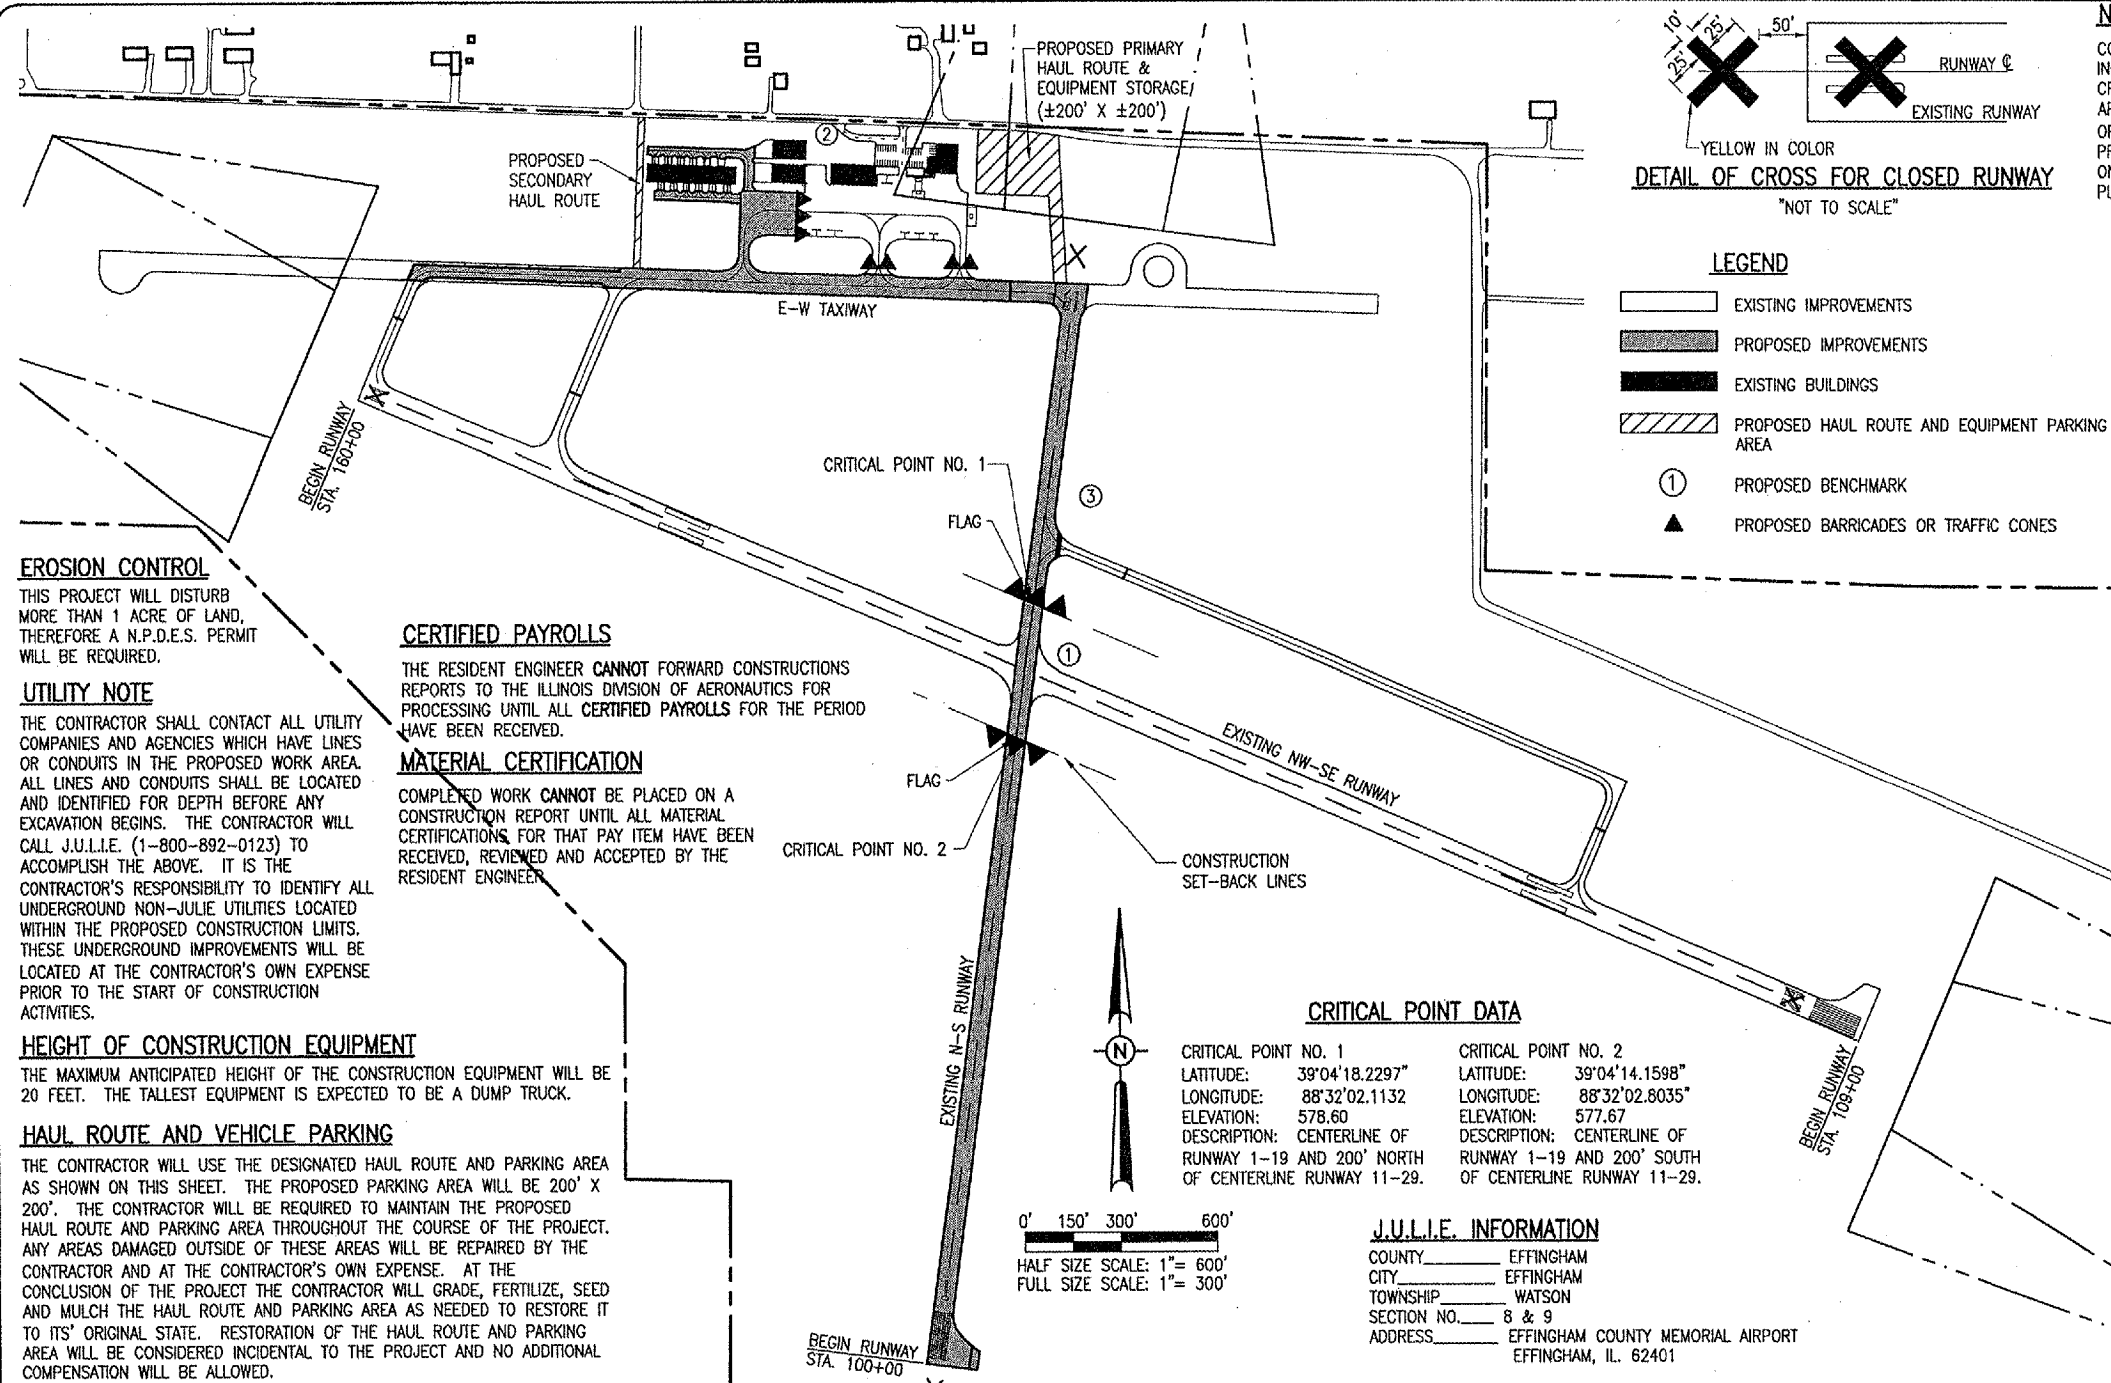 PROPOSED PRIMARY
HAUL ROUTE &
EQUIPMENT STORAGE
(±200' X ±200')
PROPOSED
SECONDARY
HAUL ROUTE
2
E-W TAXIWAY
10'
25'
25'
50'
RUNWAY ℄
EXISTING RUNWAY
YELLOW IN COLOR
DETAIL OF CROSS FOR CLOSED RUNWAY
"NOT TO SCALE"
LEGEND
EXISTING IMPROVEMENTS
PROPOSED IMPROVEMENTS
EXISTING BUILDINGS
PROPOSED HAUL ROUTE AND EQUIPMENT PARKING
AREA
1
PROPOSED BENCHMARK
PROPOSED BARRICADES OR TRAFFIC CONES
BEGIN RUNWAY
STA. 160+00
CRITICAL POINT NO. 1
FLAG
3
1
FLAG
CRITICAL POINT NO. 2
EXISTING NW-SE RUNWAY
CONSTRUCTION
SET-BACK LINES
EXISTING N-S RUNWAY
BEGIN RUNWAY
STA. 109+00
BEGIN RUNWAY
STA. 100+00
EROSION CONTROL
THIS PROJECT WILL DISTURB
MORE THAN 1 ACRE OF LAND,
THEREFORE A N.P.D.E.S. PERMIT
WILL BE REQUIRED.
UTILITY NOTE
THE CONTRACTOR SHALL CONTACT ALL UTILITY
COMPANIES AND AGENCIES WHICH HAVE LINES
OR CONDUITS IN THE PROPOSED WORK AREA.
ALL LINES AND CONDUITS SHALL BE LOCATED
AND IDENTIFIED FOR DEPTH BEFORE ANY
EXCAVATION BEGINS. THE CONTRACTOR WILL
CALL J.U.L.I.E. (1-800-892-0123) TO
ACCOMPLISH THE ABOVE. IT IS THE
CONTRACTOR'S RESPONSIBILITY TO IDENTIFY ALL
UNDERGROUND NON-JULIE UTILITIES LOCATED
WITHIN THE PROPOSED CONSTRUCTION LIMITS.
THESE UNDERGROUND IMPROVEMENTS WILL BE
LOCATED AT THE CONTRACTOR'S OWN EXPENSE
PRIOR TO THE START OF CONSTRUCTION
ACTIVITIES.
CERTIFIED PAYROLLS
THE RESIDENT ENGINEER CANNOT FORWARD CONSTRUCTIONS
REPORTS TO THE ILLINOIS DIVISION OF AERONAUTICS FOR
PROCESSING UNTIL ALL CERTIFIED PAYROLLS FOR THE PERIOD
HAVE BEEN RECEIVED.
MATERIAL CERTIFICATION
COMPLETED WORK CANNOT BE PLACED ON A
CONSTRUCTION REPORT UNTIL ALL MATERIAL
CERTIFICATIONS FOR THAT PAY ITEM HAVE BEEN
RECEIVED, REVIEWED AND ACCEPTED BY THE
RESIDENT ENGINEER
HEIGHT OF CONSTRUCTION EQUIPMENT
THE MAXIMUM ANTICIPATED HEIGHT OF THE CONSTRUCTION EQUIPMENT WILL BE
20 FEET. THE TALLEST EQUIPMENT IS EXPECTED TO BE A DUMP TRUCK.
HAUL ROUTE AND VEHICLE PARKING
THE CONTRACTOR WILL USE THE DESIGNATED HAUL ROUTE AND PARKING AREA
AS SHOWN ON THIS SHEET. THE PROPOSED PARKING AREA WILL BE 200' X
200'. THE CONTRACTOR WILL BE REQUIRED TO MAINTAIN THE PROPOSED
HAUL ROUTE AND PARKING AREA THROUGHOUT THE COURSE OF THE PROJECT.
ANY AREAS DAMAGED OUTSIDE OF THESE AREAS WILL BE REPAIRED BY THE
CONTRACTOR AND AT THE CONTRACTOR'S OWN EXPENSE. AT THE
CONCLUSION OF THE PROJECT THE CONTRACTOR WILL GRADE, FERTILIZE, SEED
AND MULCH THE HAUL ROUTE AND PARKING AREA AS NEEDED TO RESTORE IT
TO ITS' ORIGINAL STATE. RESTORATION OF THE HAUL ROUTE AND PARKING
AREA WILL BE CONSIDERED INCIDENTAL TO THE PROJECT AND NO ADDITIONAL
COMPENSATION WILL BE ALLOWED.
N
0' 150' 300' 600'
HALF SIZE SCALE: 1"= 600'
FULL SIZE SCALE: 1"= 300'
CRITICAL POINT DATA
CRITICAL POINT NO. 1
LATITUDE: 39°04'18.2297"
LONGITUDE: 88°32'02.1132
ELEVATION: 578.60
DESCRIPTION: CENTERLINE OF
RUNWAY 1-19 AND 200' NORTH
OF CENTERLINE RUNWAY 11-29.
CRITICAL POINT NO. 2
LATITUDE: 39°04'14.1598"
LONGITUDE: 88°32'02.8035"
ELEVATION: 577.67
DESCRIPTION: CENTERLINE OF
RUNWAY 1-19 AND 200' SOUTH
OF CENTERLINE RUNWAY 11-29.
J.U.L.I.E. INFORMATION
COUNTY EFFINGHAM
CITY EFFINGHAM
TOWNSHIP WATSON
SECTION NO. 8 & 9
ADDRESS EFFINGHAM COUNTY MEMORIAL AIRPORT
EFFINGHAM, IL. 62401